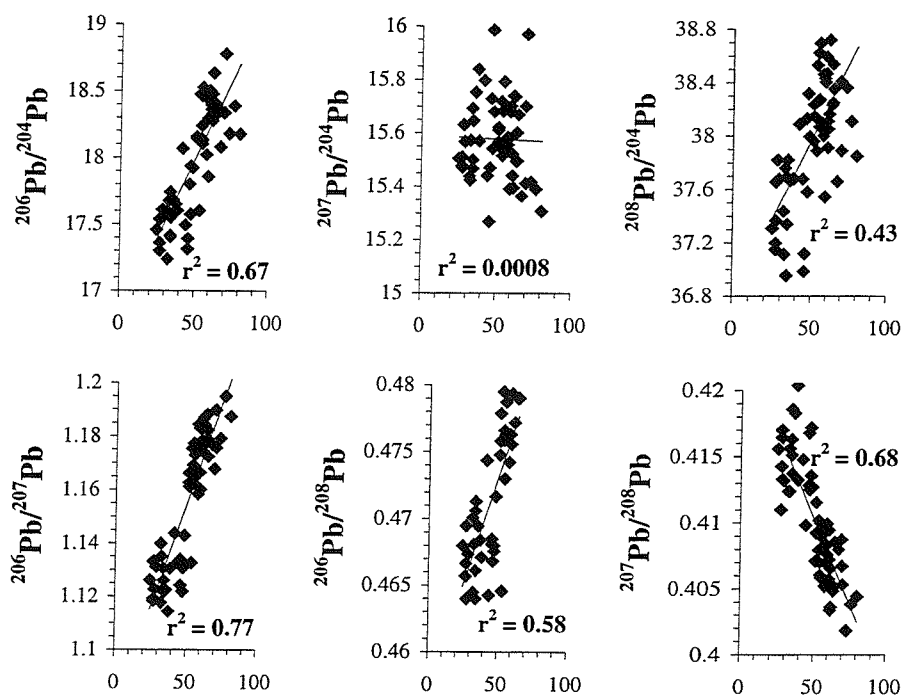 ²⁰⁶Pb/²⁰⁴Pb
19
18.5
18
17.5
17
r² = 0.67
0 50 100
²⁰⁷Pb/²⁰⁴Pb
16
15.8
15.6
15.4
15.2
15
r² = 0.0008
0 50 100
²⁰⁸Pb/²⁰⁴Pb
38.8
38.4
38
37.6
37.2
36.8
r² = 0.43
0 50 100
²⁰⁶Pb/²⁰⁷Pb
1.2
1.18
1.16
1.14
1.12
1.1
r² = 0.77
0 50 100
²⁰⁶Pb/²⁰⁸Pb
0.48
0.475
0.47
0.465
0.46
r² = 0.58
0 50 100
²⁰⁷Pb/²⁰⁸Pb
0.42
0.415
0.41
0.405
0.4
r² = 0.68
0 50 100